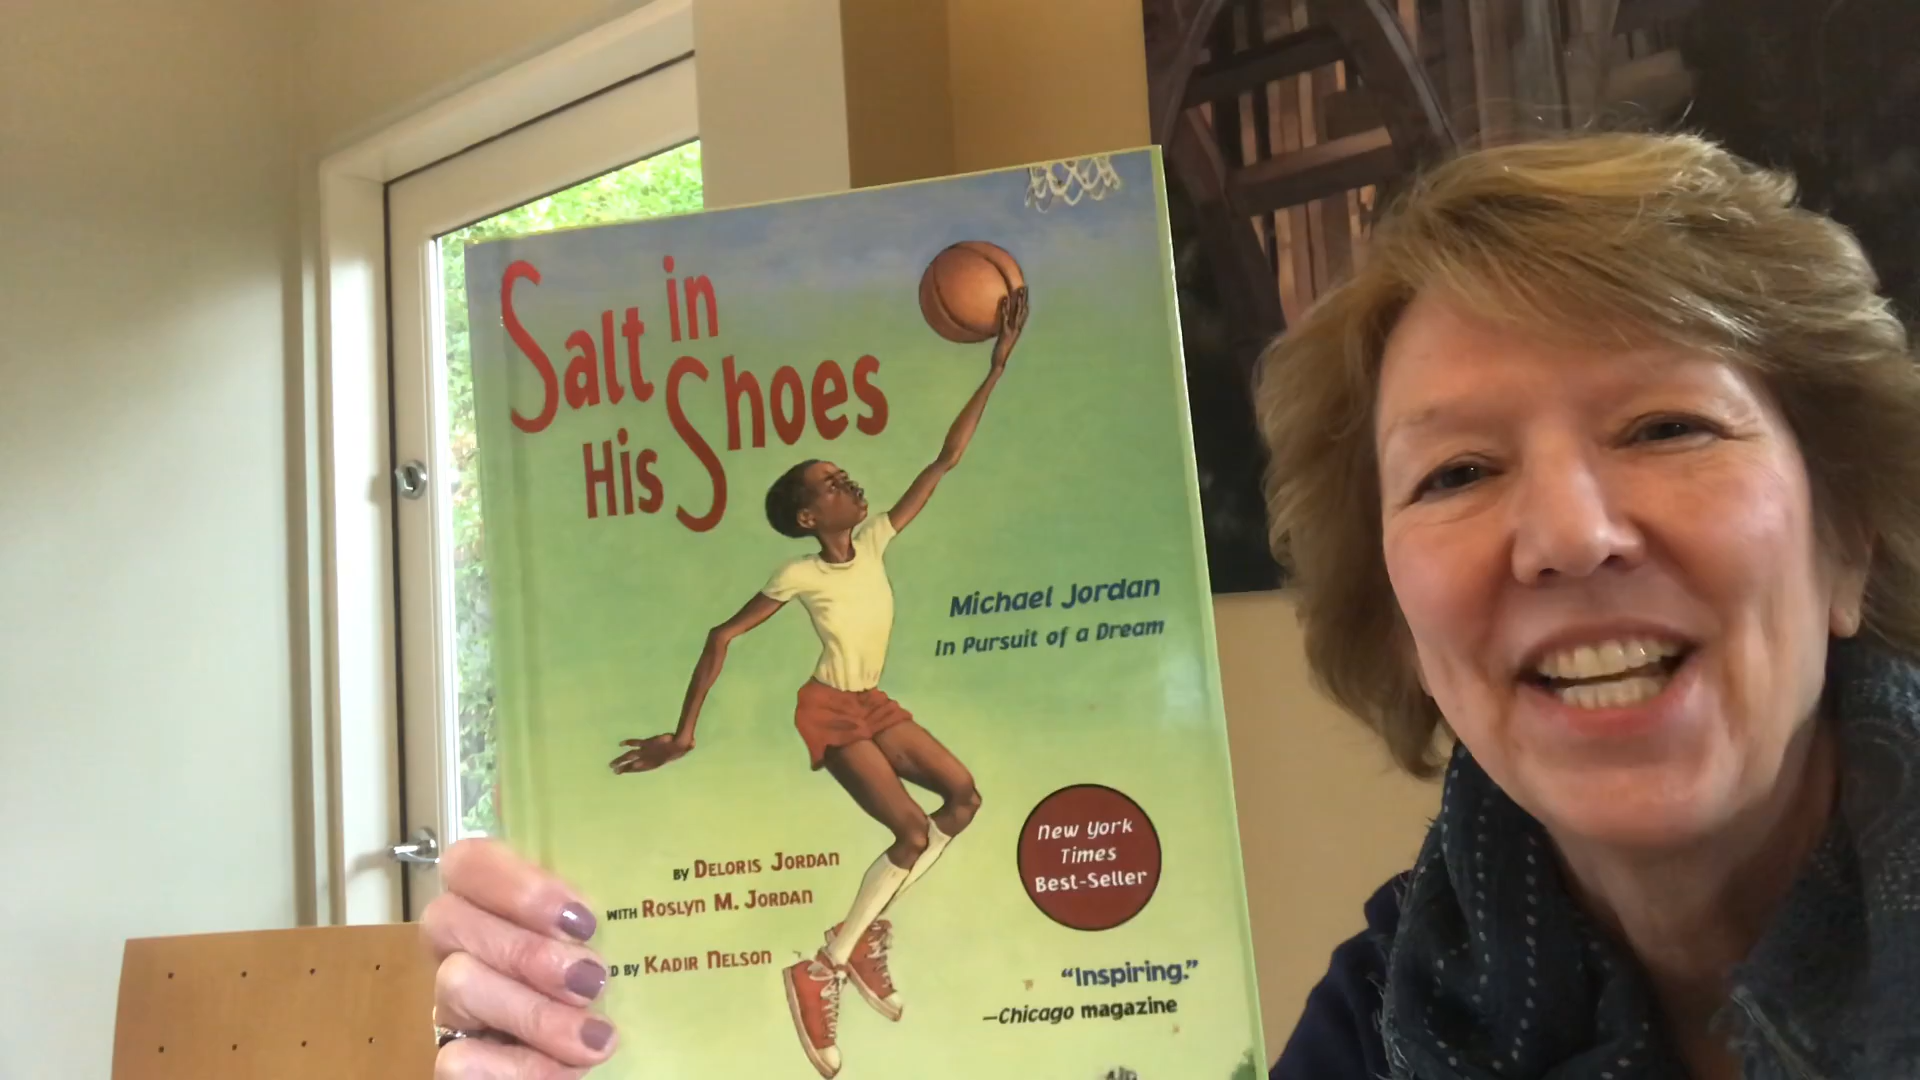 Salt in
His Shoes
Michael Jordan
In Pursuit of a Dream
BY DELORIS JORDAN
WITH ROSLYN M. JORDAN
D BY KADIR NELSON
New York
Times
Best-Seller
“Inspiring.”
—Chicago magazine